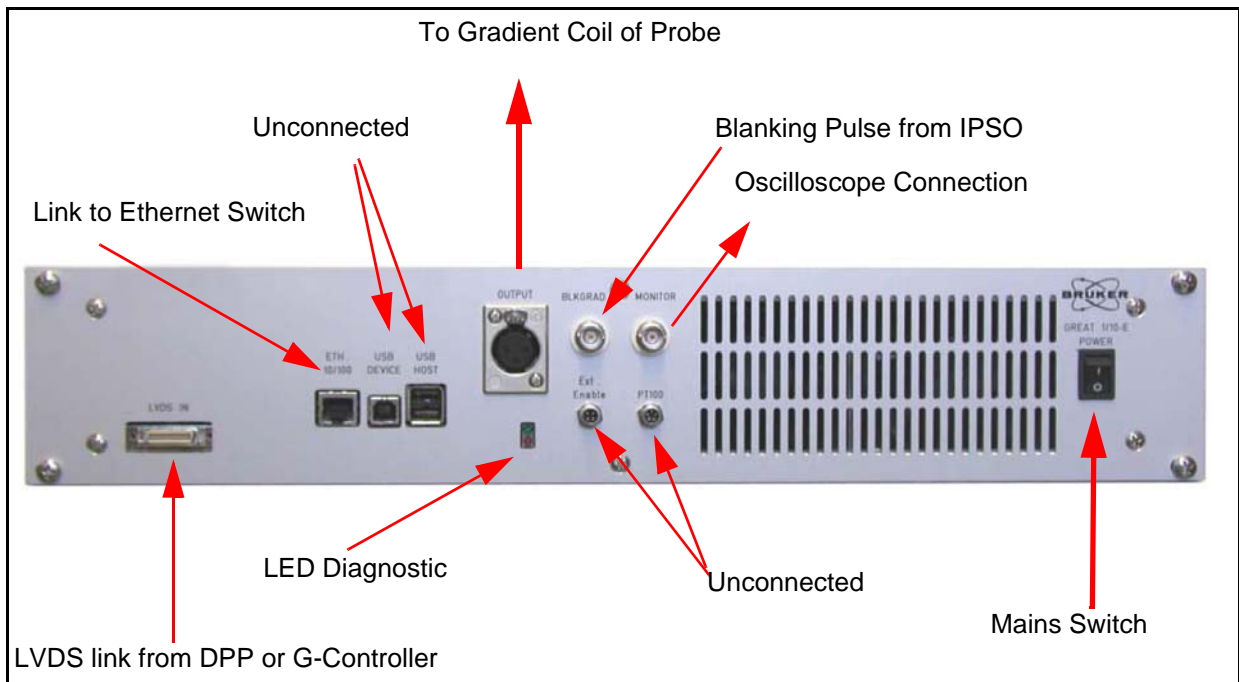 To Gradient Coil of Probe
Unconnected
Blanking Pulse from IPSO
Oscilloscope Connection
Link to Ethernet Switch
OUTPUT
BLKGRAD
MONITOR
BRUKER
GREAT 1/10-E
POWER
I
O
ETH.
10/100
USB
DEVICE
USB
HOST
Ext.
Enable
PT100
LVDS IN
LED Diagnostic
Unconnected
Mains Switch
LVDS link from DPP or G-Controller